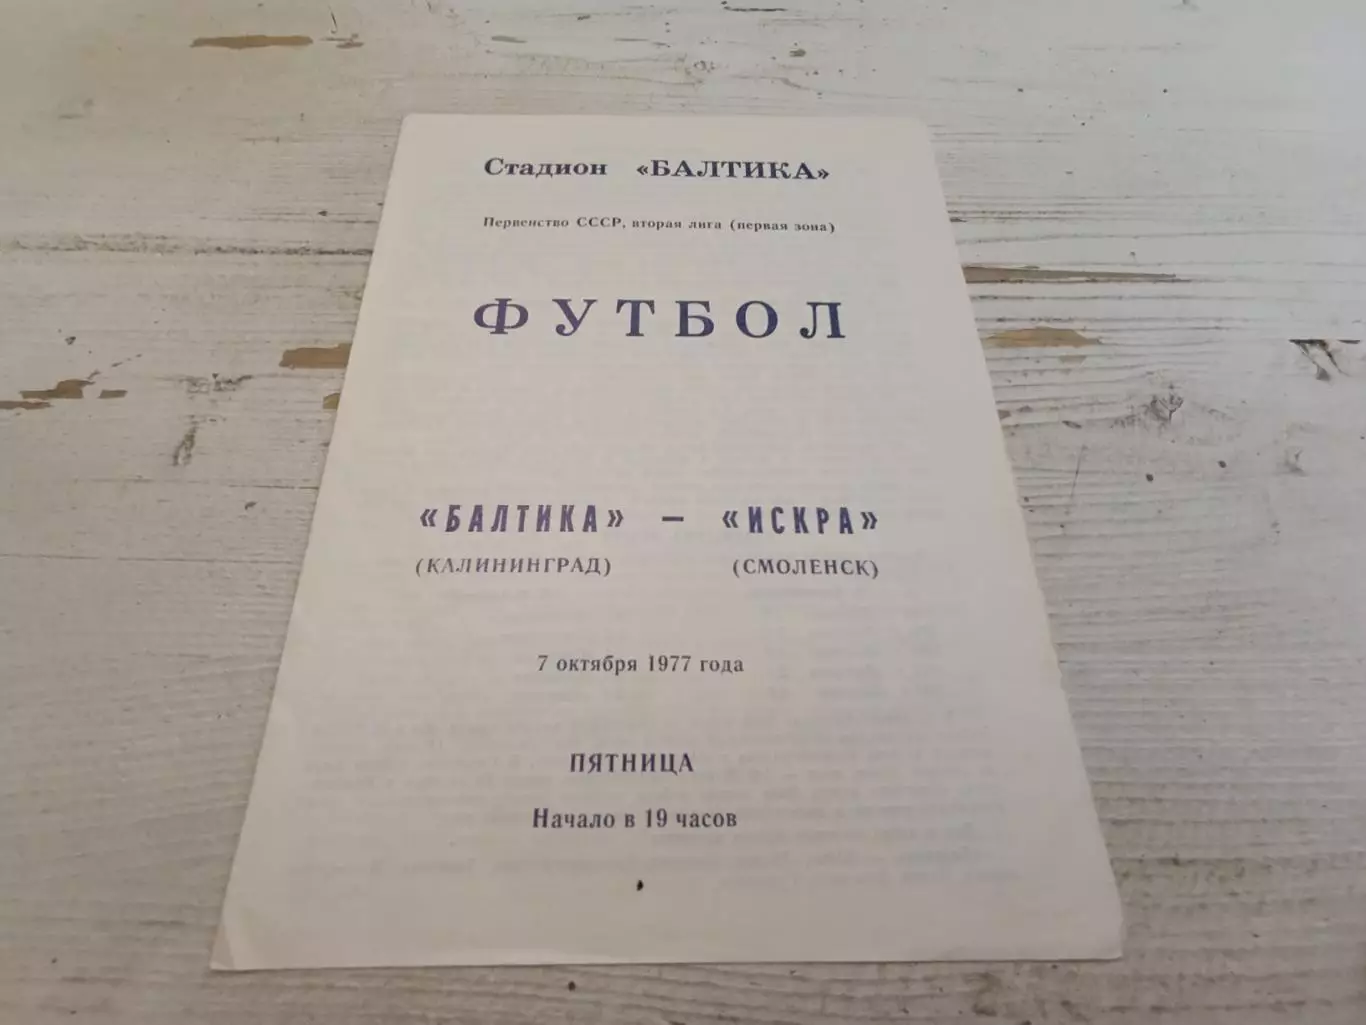 Стадион «БАЛТИКА»
Первенство СССР, вторая лига (первая зона)
ФУТБОЛ
«БАЛТИКА» — «ИСКРА»
(КАЛИНИНГРАД) (СМОЛЕНСК)
7 октября 1977 года
ПЯТНИЦА
Начало в 19 часов